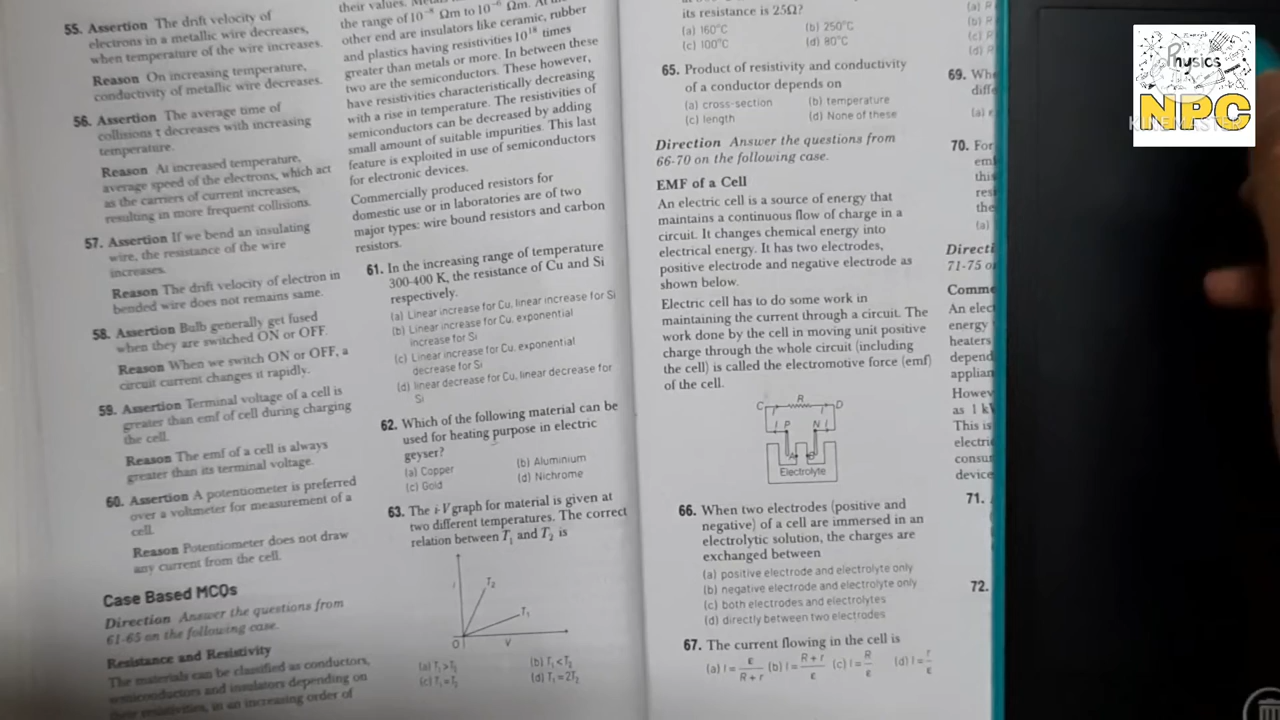 55. Assertion The drift velocity of
electrons in a metallic wire decreases,
when temperature of the wire increases.
Reason On increasing temperature,
conductivity of metallic wire decreases.
56. Assertion The average time of
collisions τ decreases with increasing
temperature.
Reason At increased temperature,
average speed of the electrons, which act
as the carriers of current increases,
resulting in more frequent collisions.
57. Assertion If we bend an insulating
wire, the resistance of the wire
increases.
Reason The drift velocity of electron in
bended wire does not remains same.
58. Assertion Bulb generally get fused
when they are switched ON or OFF.
Reason When we switch ON or OFF, a
circuit current changes it rapidly.
59. Assertion Terminal voltage of a cell is
greater than emf of cell during charging
the cell.
Reason The emf of a cell is always
greater than its terminal voltage.
60. Assertion A potentiometer is preferred
over a voltmeter for measurement of a
cell.
Reason Potentiometer does not draw
any current from the cell.
Case Based MCQs
Direction Answer the questions from
61-65 on the following case.
Resistance and Resistivity
The materials can be classified as conductors,
semiconductors and insulators depending on
their resistivities, in an increasing order of
their values.
the range of 10⁻⁸ Ωm to 10⁻⁶ Ωm. At
other end are insulators like ceramic, rubber
and plastics having resistivities 10¹⁸ times
greater than metals or more. In between these
two are the semiconductors. These however,
have resistivities characteristically decreasing
with a rise in temperature. The resistivities of
semiconductors can be decreased by adding
small amount of suitable impurities. This last
feature is exploited in use of semiconductors
for electronic devices.
Commercially produced resistors for
domestic use or in laboratories are of two
major types: wire bound resistors and carbon
resistors.
61. In the increasing range of temperature
300-400 K, the resistance of Cu and Si
respectively.
(a) Linear increase for Cu, linear increase for Si
(b) Linear increase for Cu, exponential
increase for Si
(c) Linear increase for Cu, exponential
decrease for Si
(d) linear decrease for Cu, linear decrease for
Si
62. Which of the following material can be
used for heating purpose in electric
geyser?
(a) Copper (b) Aluminium
(c) Gold (d) Nichrome
63. The i-V graph for material is given at
two different temperatures. The correct
relation between T₁ and T₂ is
i
T₂
T₁
O V
(a) T₁ > T₂ (b) T₁ < T₂
(c) T₁ = T₂ (d) T₁ = 2T₂
its resistance is 25Ω?
(a) 160°C (b) 250°C
(c) 100°C (d) 80°C
65. Product of resistivity and conductivity
of a conductor depends on
(a) cross-section (b) temperature
(c) length (d) None of these
Direction Answer the questions from
66-70 on the following case.
EMF of a Cell
An electric cell is a source of energy that
maintains a continuous flow of charge in a
circuit. It changes chemical energy into
electrical energy. It has two electrodes,
positive electrode and negative electrode as
shown below.
Electric cell has to do some work in
maintaining the current through a circuit. The
work done by the cell in moving unit positive
charge through the whole circuit (including
the cell) is called the electromotive force (emf)
of the cell.
R
C D
I P N I
Electrolyte
66. When two electrodes (positive and
negative) of a cell are immersed in an
electrolytic solution, the charges are
exchanged between
(a) positive electrode and electrolyte only
(b) negative electrode and electrolyte only
(c) both electrodes and electrolytes
(d) directly between two electrodes
67. The current flowing in the cell is
(a) I = ε/(R + r) (b) I = (R + r)/ε (c) I = R/ε (d) I = r/ε
(a) R
(b) R
(c) R
(d) R
69. Whe
diffe
(a) ε
70. For
em
this
resi
the
(a)
Directi
71-75 o
Comme
An elec
energy
heaters
depend
applian
Howev
as 1 kV
This is
electric
consu
device
71.
72.
Physics
NPC
KINEMASTER